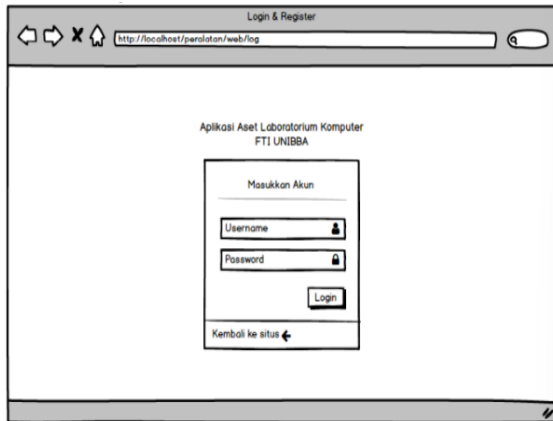 Login & Register
http://localhost/peralatan/web/log
Aplikasi Aset Laboratorium Komputer
FTI UNIBBA
Masukkan Akun
Username
Password
Login
Kembali ke situs